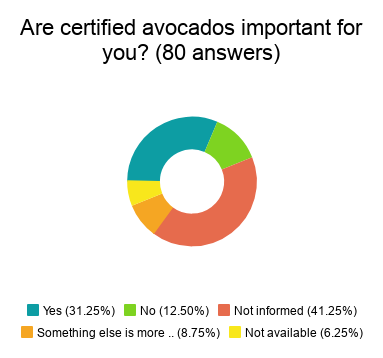 Are certified avocados important for
you? (80 answers)
Yes (31.25%) No (12.50%) Not informed (41.25%)
Something else is more .. (8.75%) Not available (6.25%)